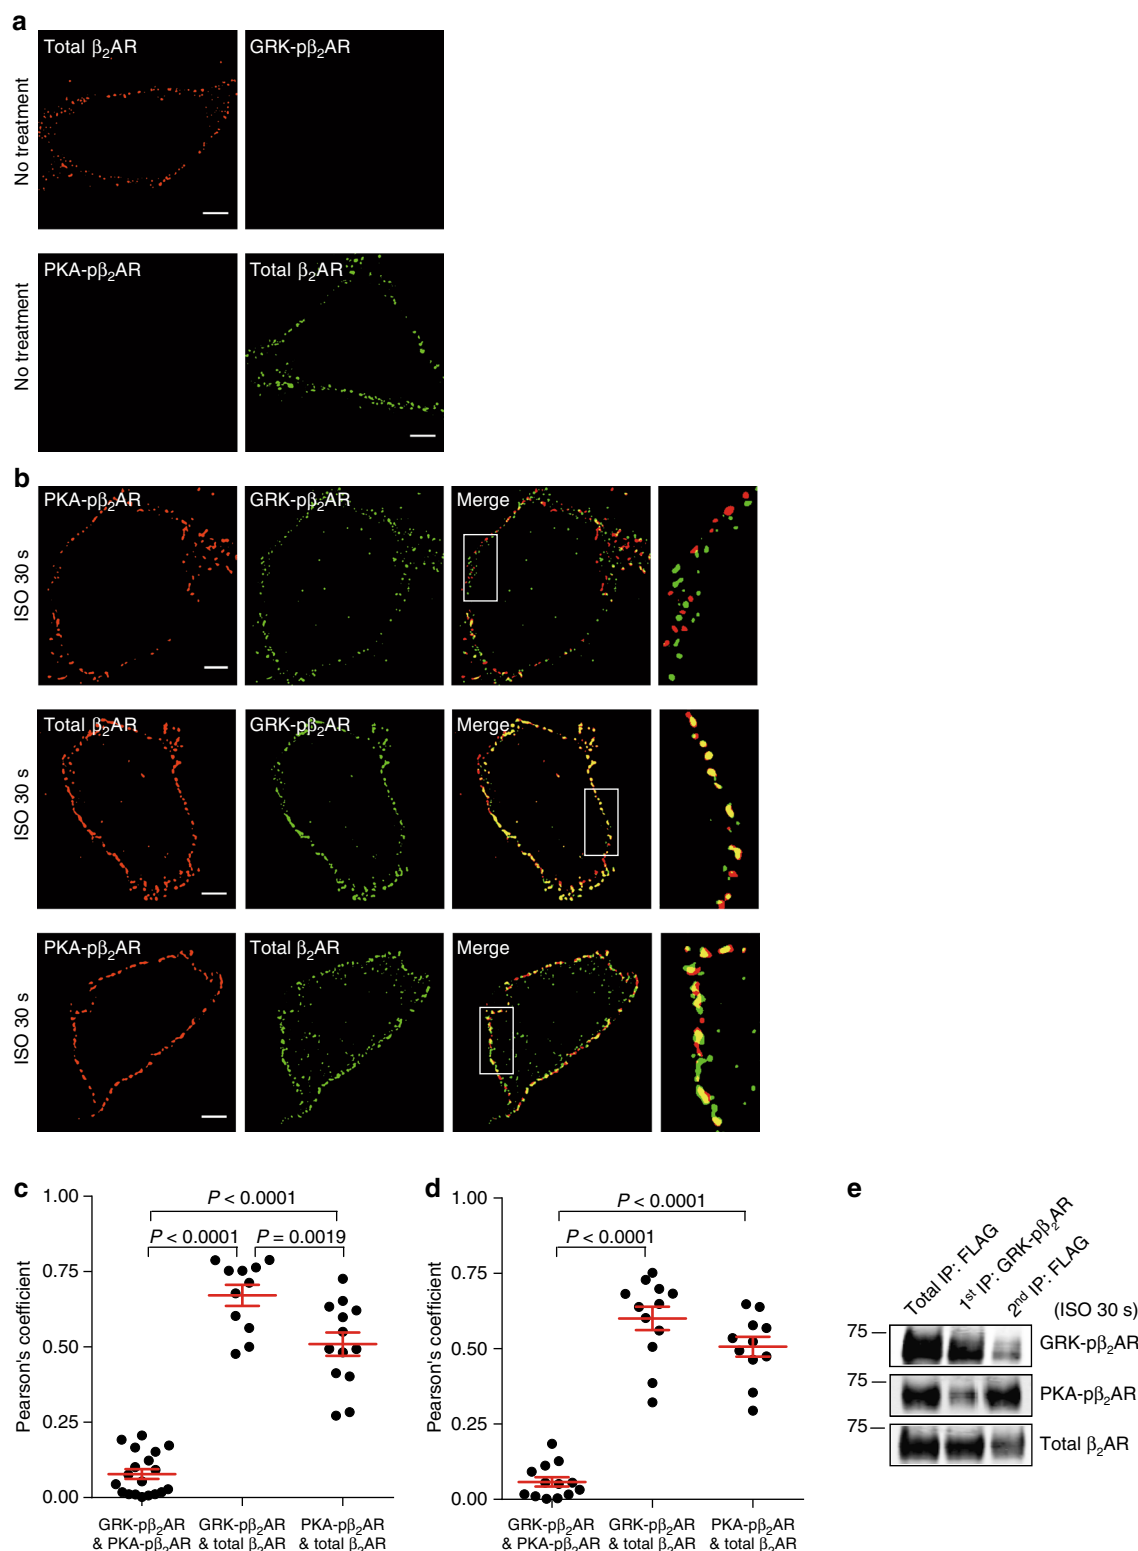 a
No treatment
Total β₂AR
GRK-pβ₂AR
No treatment
PKA-pβ₂AR
Total β₂AR
b
ISO 30 s
PKA-pβ₂AR
GRK-pβ₂AR
Merge
ISO 30 s
Total β₂AR
GRK-pβ₂AR
Merge
ISO 30 s
PKA-pβ₂AR
Total β₂AR
Merge
c
Pearson's coefficient
1.00
0.75
0.50
0.25
0.00
P < 0.0001
P < 0.0001
P = 0.0019
GRK-pβ₂AR
& PKA-pβ₂AR
GRK-pβ₂AR
& total β₂AR
PKA-pβ₂AR
& total β₂AR
d
Pearson's coefficient
1.00
0.75
0.50
0.25
0.00
P < 0.0001
P < 0.0001
GRK-pβ₂AR
& PKA-pβ₂AR
GRK-pβ₂AR
& total β₂AR
PKA-pβ₂AR
& total β₂AR
e
Total IP: FLAG
1ˢᵗ IP: GRK-pβ₂AR
2ⁿᵈ IP: FLAG
(ISO 30 s)
75
GRK-pβ₂AR
75
PKA-pβ₂AR
75
Total β₂AR